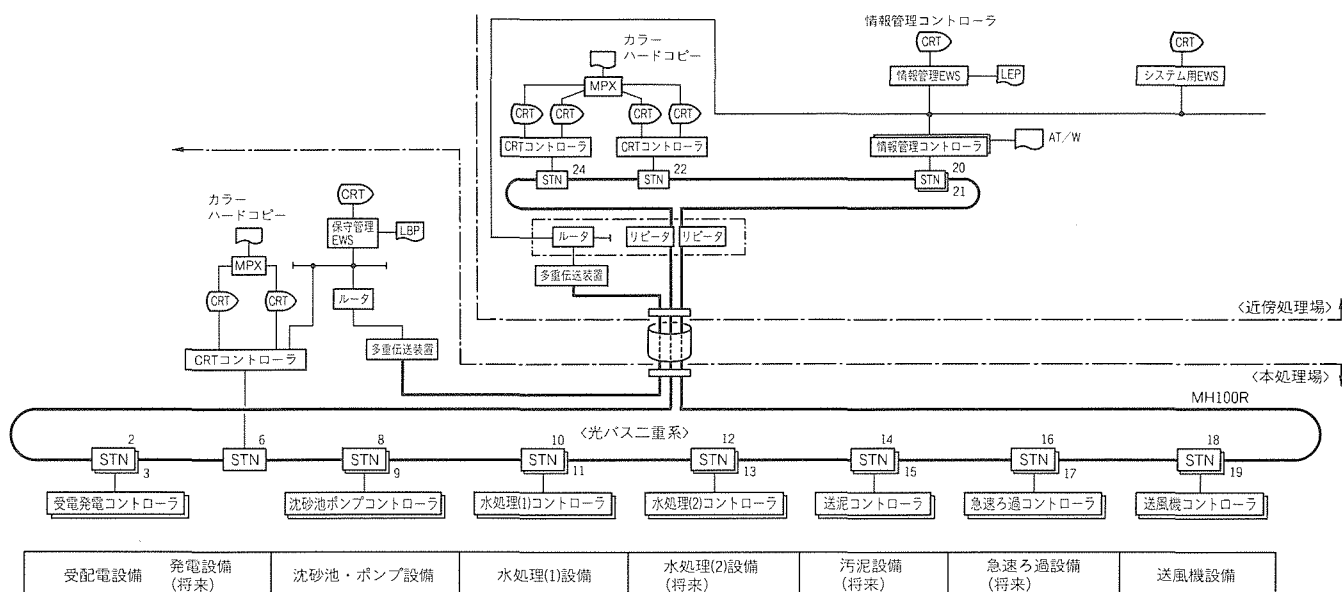 情報管理コントローラ
カラー
ハードコピー
CRT
CRT
MPX
情報管理EWS
LEP
システム用EWS
CRT
CRT
CRT
CRT
CRTコントローラ
CRTコントローラ
情報管理コントローラ
AT/W
STN
24
STN
22
STN
20
21
カラー
ハードコピー
CRT
保守管理
EWS
LBP
MPX
ルータ
リピータ
リピータ
多重伝送装置
CRT
CRT
ルータ
〈近傍処理場〉
CRTコントローラ
多重伝送装置
〈本処理場〉
MH100R
〈光バス二重系〉
2
STN
3
6
STN
8
STN
9
10
STN
11
12
STN
13
14
STN
15
16
STN
17
18
STN
19
受電発電コントローラ
沈砂池ポンプコントローラ
水処理(1)コントローラ
水処理(2)コントローラ
送泥コントローラ
急速ろ過コントローラ
送風機コントローラ
受配電設備
発電設備
(将来)
沈砂池・ポンプ設備
水処理(1)設備
水処理(2)設備
(将来)
汚泥設備
(将来)
急速ろ過設備
(将来)
送風機設備